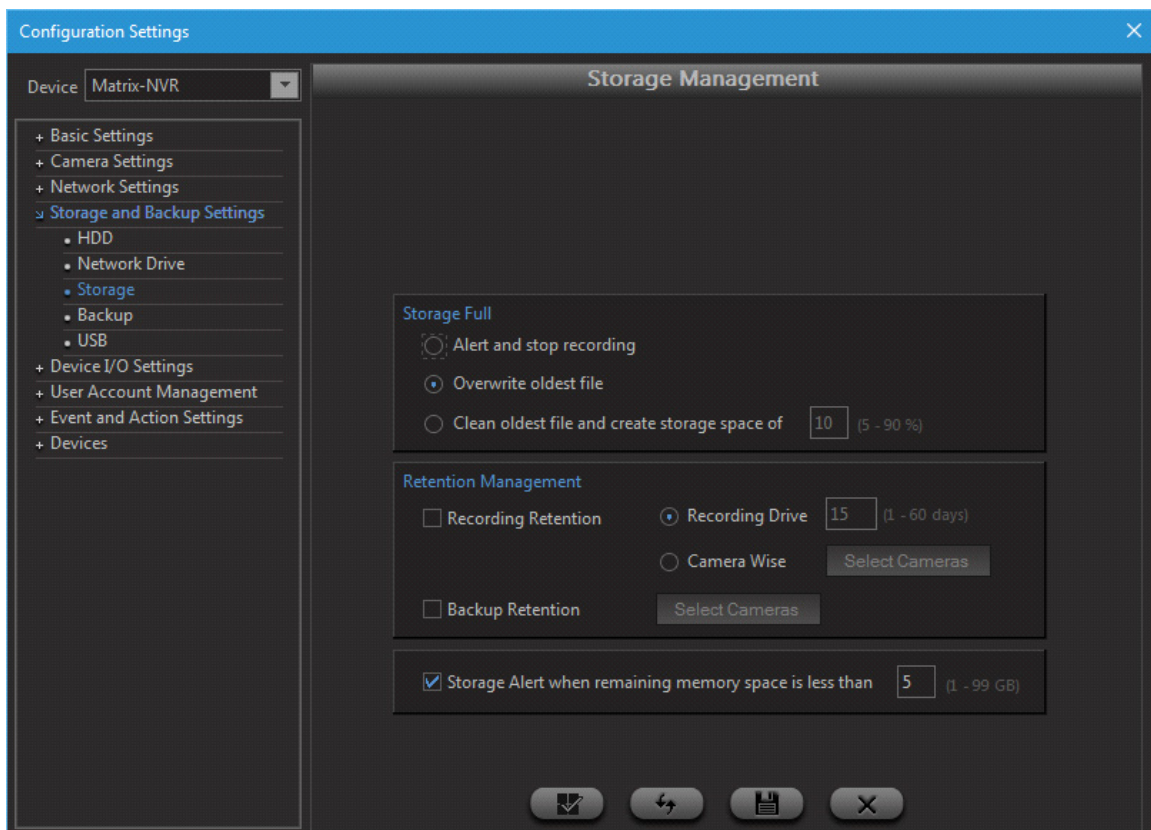 Configuration Settings
Device Matrix-NVR
Storage Management
+ Basic Settings
+ Camera Settings
+ Network Settings
Storage and Backup Settings
• HDD
• Network Drive
• Storage
• Backup
• USB
+ Device I/O Settings
+ User Account Management
+ Event and Action Settings
+ Devices
Storage Full
Alert and stop recording
Overwrite oldest file
Clean oldest file and create storage space of 10 (5 - 90 %)
Retention Management
Recording Retention Recording Drive 15 (1 - 60 days)
Camera Wise Select Cameras
Backup Retention Select Cameras
Storage Alert when remaining memory space is less than 5 (1 - 99 GB)